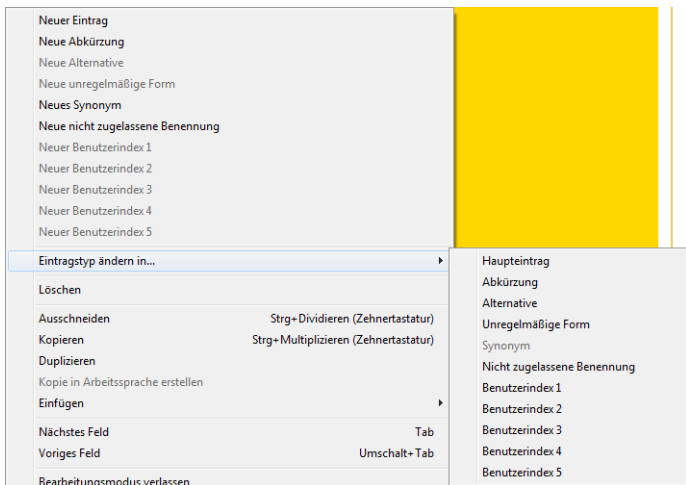 Neuer Eintrag
Neue Abkürzung
Neue Alternative
Neue unregelmäßige Form
Neues Synonym
Neue nicht zugelassene Benennung
Neuer Benutzerindex 1
Neuer Benutzerindex 2
Neuer Benutzerindex 3
Neuer Benutzerindex 4
Neuer Benutzerindex 5
Eintragstyp ändern in...
Löschen
Ausschneiden Strg+Dividieren (Zehnertastatur)
Kopieren Strg+Multiplizieren (Zehnertastatur)
Duplizieren
Kopie in Arbeitssprache erstellen
Einfügen
Nächstes Feld Tab
Voriges Feld Umschalt+Tab
Bearbeitungsmodus verlassen
Haupteintrag
Abkürzung
Alternative
Unregelmäßige Form
Synonym
Nicht zugelassene Benennung
Benutzerindex 1
Benutzerindex 2
Benutzerindex 3
Benutzerindex 4
Benutzerindex 5